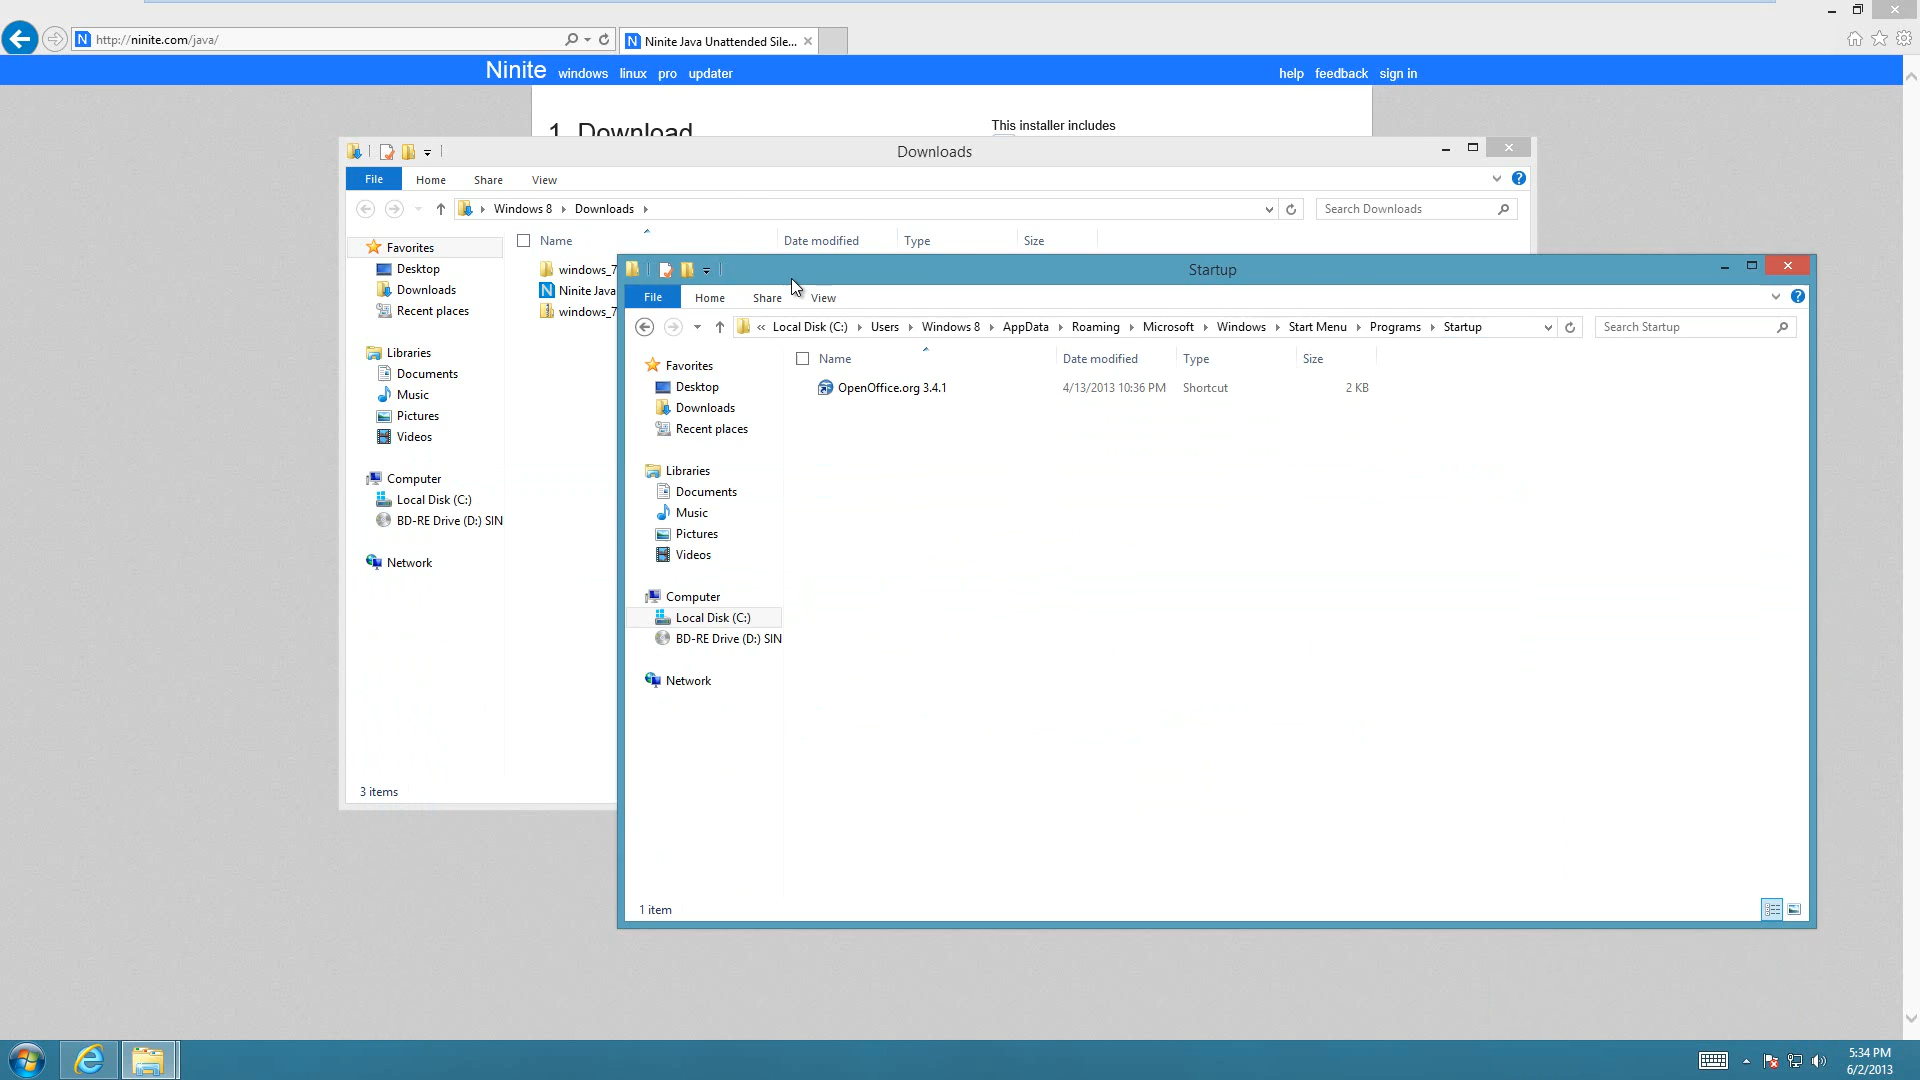 http://ninite.com/java/
Ninite Java Unattended Sile...
Ninite windows linux pro updater
help feedback sign in
1. Download
This installer includes
Downloads
File Home Share View
Windows 8 Downloads
Search Downloads
Name Date modified Type Size
Favorites
Desktop
Downloads
Recent places
Libraries
Documents
Music
Pictures
Videos
Computer
Local Disk (C:)
BD-RE Drive (D:) SIN
Network
windows_7
Ninite Java
windows_7
3 items
Startup
File Home Share View
« Local Disk (C:) Users Windows 8 AppData Roaming Microsoft Windows Start Menu Programs Startup
Search Startup
Name Date modified Type Size
OpenOffice.org 3.4.1 4/13/2013 10:36 PM Shortcut 2 KB
Favorites
Desktop
Downloads
Recent places
Libraries
Documents
Music
Pictures
Videos
Computer
Local Disk (C:)
BD-RE Drive (D:) SIN
Network
1 item
5:34 PM
6/2/2013